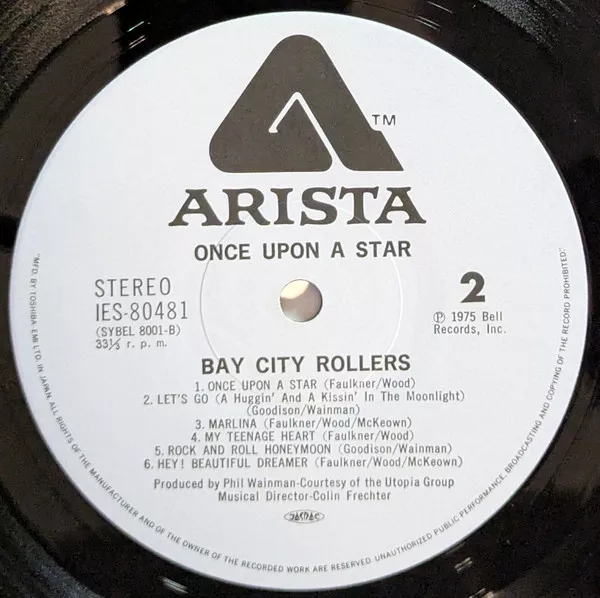 TM
ARISTA
ONCE UPON A STAR
STEREO
IES-80481
(SYBEL 8001-B)
33⅓ r. p. m.
2
Ⓟ 1975 Bell
Records, Inc.
BAY CITY ROLLERS
1. ONCE UPON A STAR (Faulkner/Wood)
2. LET'S GO (A Huggin' And A Kissin' In The Moonlight)
(Goodison/Wainman)
3. MARLINA (Faulkner/Wood/McKeown)
4. MY TEENAGE HEART (Faulkner/Wood)
5. ROCK AND ROLL HONEYMOON (Goodison/Wainman)
6. HEY! BEAUTIFUL DREAMER (Faulkner/Wood/McKeown)
Produced by Phil Wainman-Courtesy of the Utopia Group
Musical Director-Colin Frechter
JASRAC
"MFD. BY TOSHIBA-EMI LTD. IN JAPAN. ALL RIGHTS OF THE MANUFACTURER AND OF THE OWNER OF THE RECORDED WORK ARE RESERVED. UNAUTHORIZED PUBLIC PERFORMANCE, BROADCASTING AND COPYING OF THE RECORD PROHIBITED."